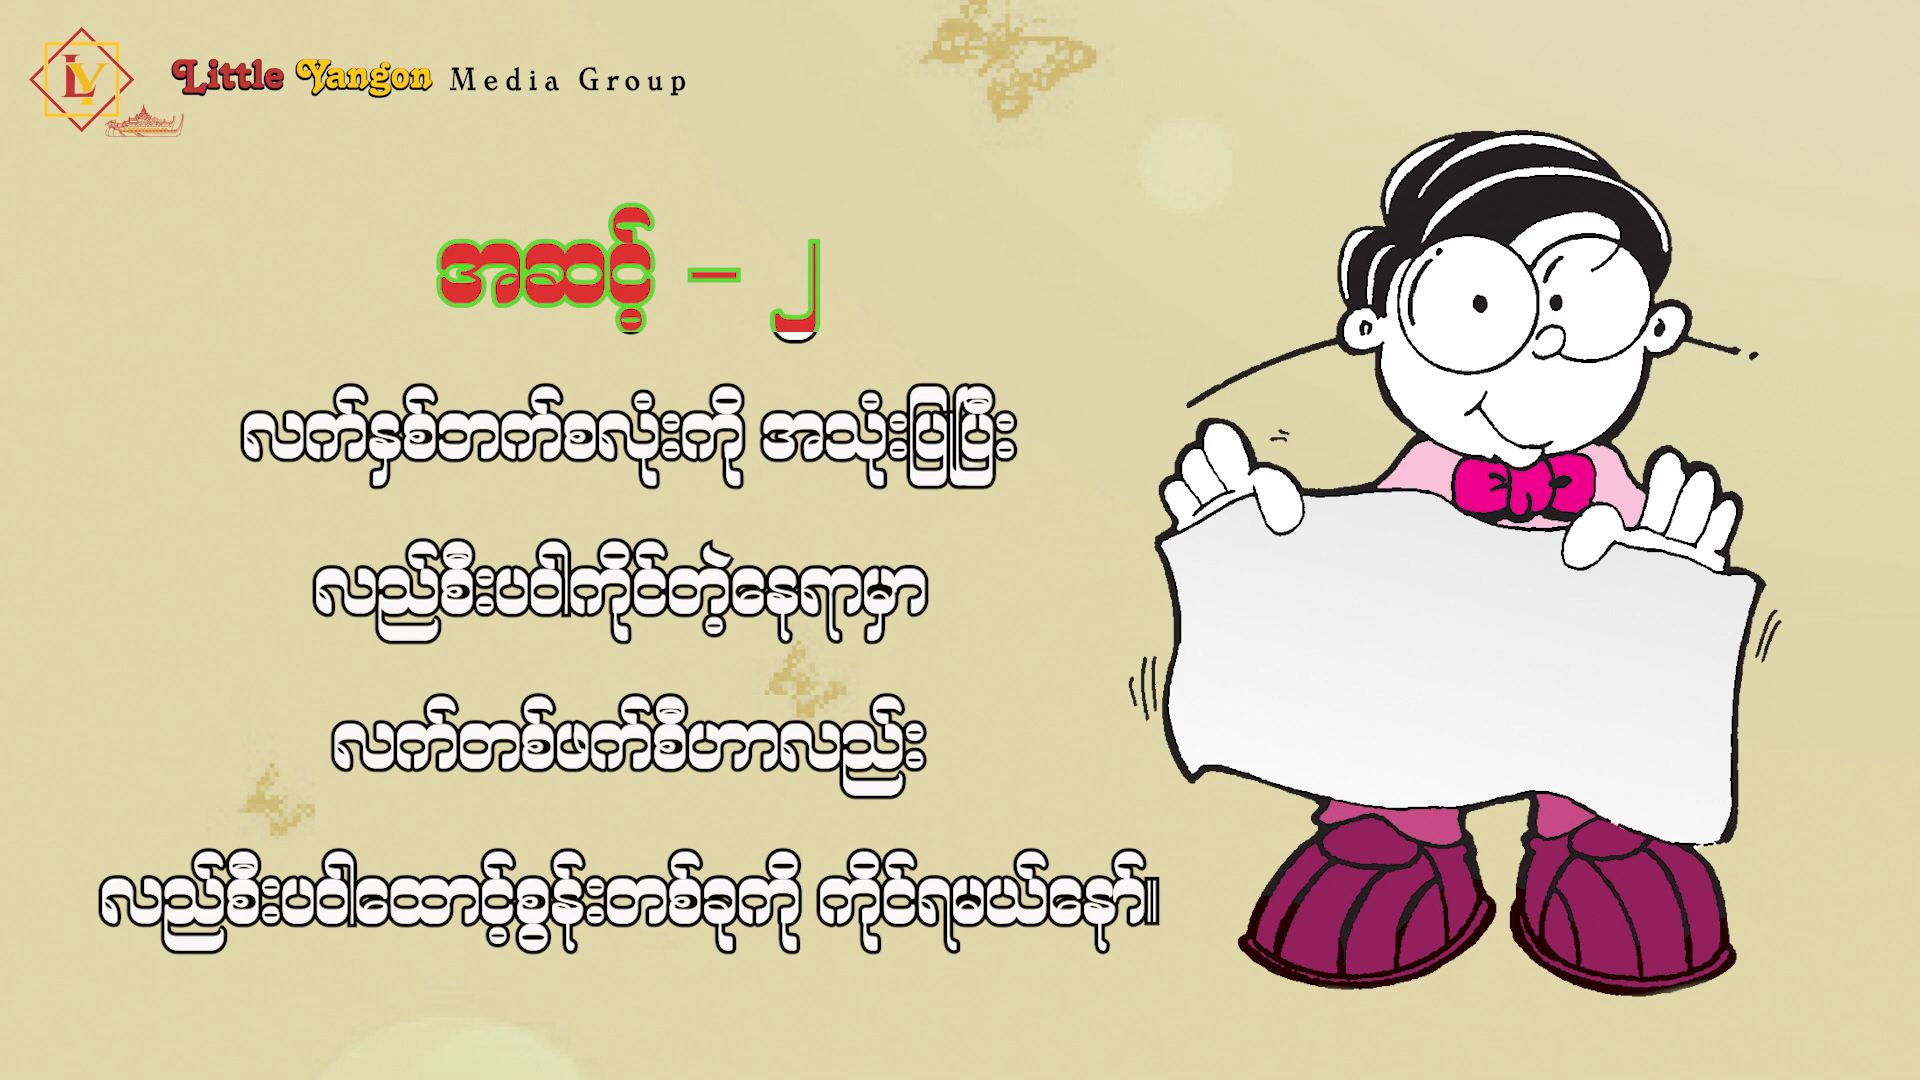 Little Yangon Media Group
အဆင့် - ၂
လက်နှစ်ဘက်စလုံးကို အသုံးပြုပြီး
လည်စီးပဝါကိုင်တွဲနေရာမှာ
လက်တစ်ဖက်စီဟာလည်း
လည်စီးပဝါထောင့်စွန်းတစ်ခုကို ကိုင်ရမယ်နော်။